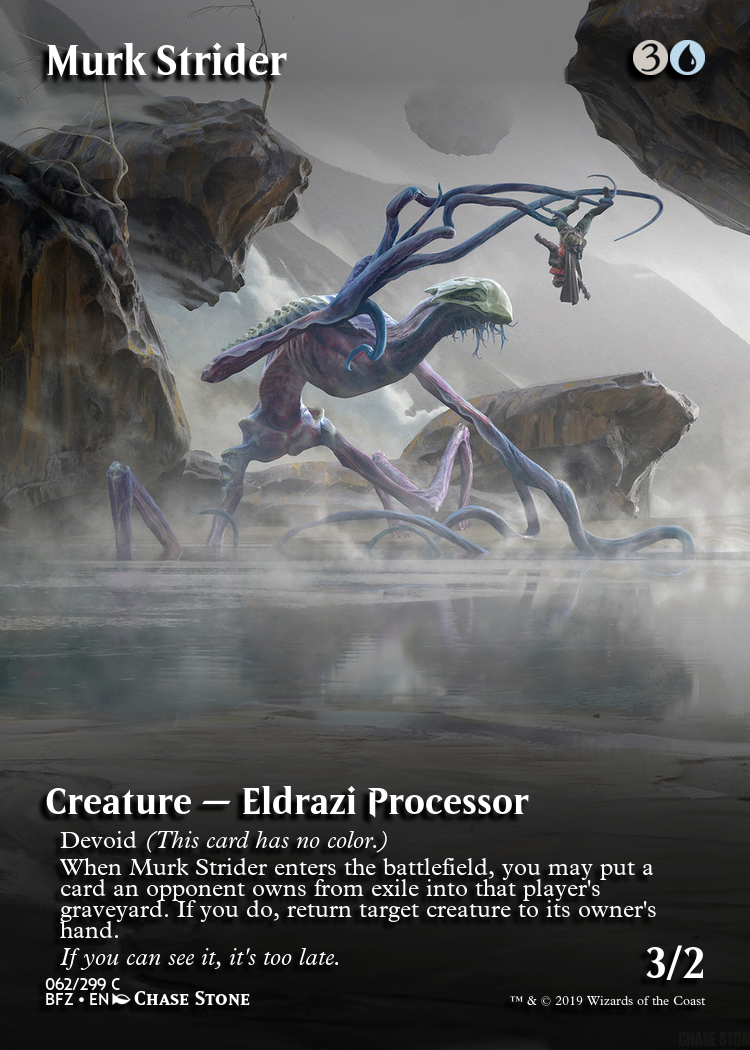 Murk Strider 3
Creature — Eldrazi Processor
Devoid (This card has no color.)
When Murk Strider enters the battlefield, you may put a
card an opponent owns from exile into that player's
graveyard. If you do, return target creature to its owner's
hand.
If you can see it, it's too late.
3/2
062/299 C
BFZ • EN Chase Stone
™ & © 2019 Wizards of the Coast
CHASE STO